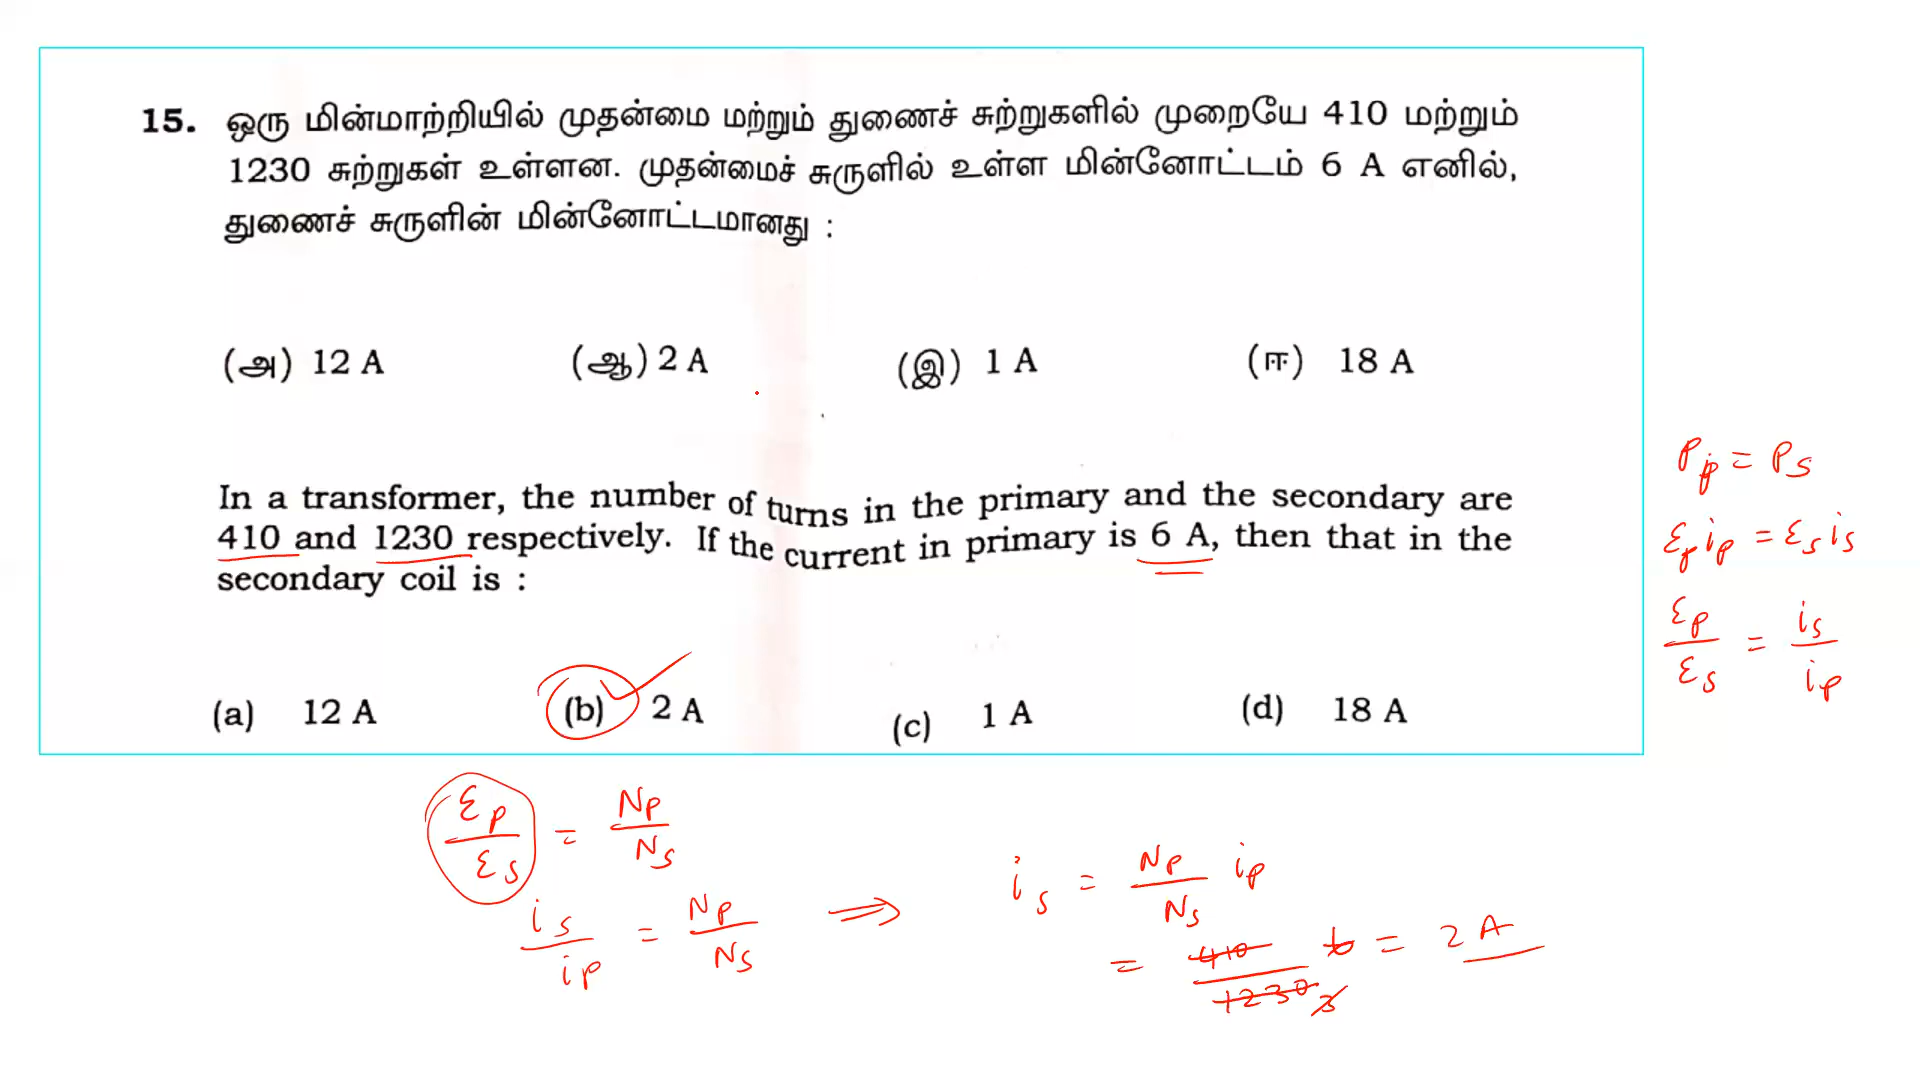 15. ஒரு மின்மாற்றியில் முதன்மை மற்றும் துணைச் சுற்றுகளில் முறையே 410 மற்றும்
1230 சுற்றுகள் உள்ளன. முதன்மைச் சுருளில் உள்ள மின்னோட்டம் 6 A எனில்,
துணைச் சுருளின் மின்னோட்டமானது :
(அ) 12 A (ஆ) 2 A (இ) 1 A (ஈ) 18 A
In a transformer, the number of turns in the primary and the secondary are
410 and 1230 respectively. If the current in primary is 6 A, then that in the
secondary coil is :
(a) 12 A (b) 2 A (c) 1 A (d) 18 A
Pp = Ps
εp ip = εs is
εp/εs = is/ip
εp/εs = Np/Ns
is/ip = Np/Ns ⇒ is = Np/Ns ip
= 410/1230 3 6 = 2 A